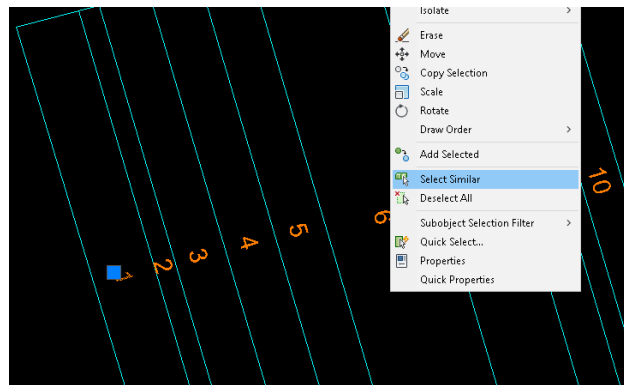 Isolate >
Erase
Move
Copy Selection
Scale
Rotate
Draw Order >
Add Selected
Select Similar
Deselect All
Subobject Selection Filter >
Quick Select...
Properties
Quick Properties
1 2 3 4 5 6 10